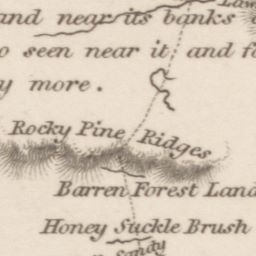 and near its banks
o seen near it, and f
y more.
Rocky Pine Ridges
Barren Forest Land
Honey Suckle Brush
Sandy